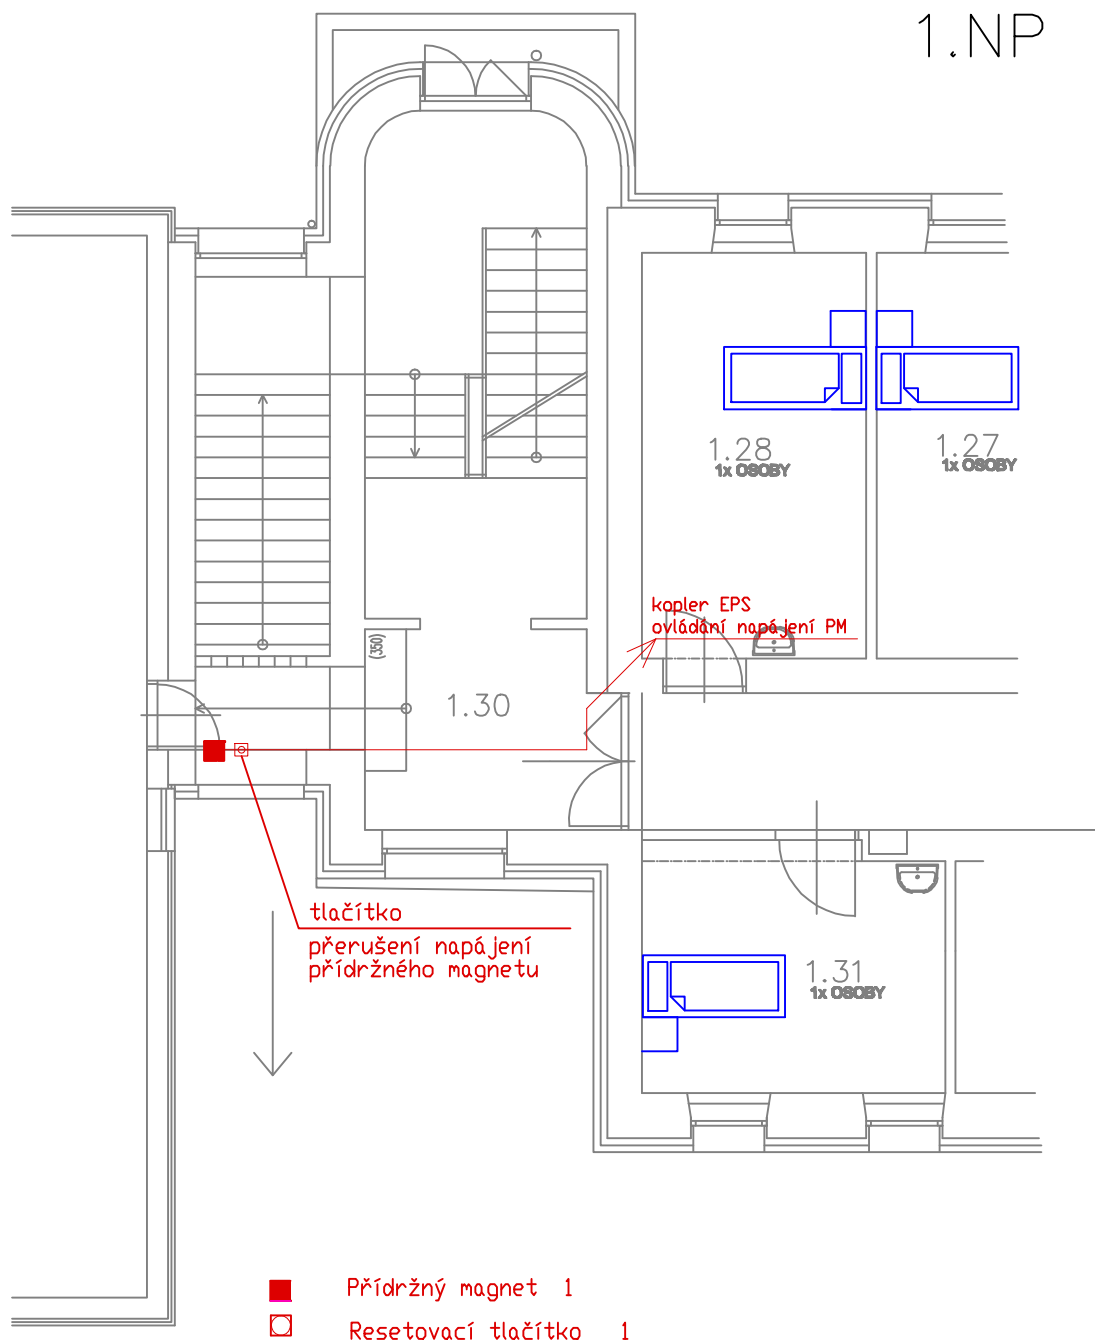 1.NP
1.28
1x OSOBY
1.27
1x OSOBY
kopler EPS
ovládání napájení PM
(350)
1.30
tlačítko
přerušení napájení
přídržného magnetu
1.31
1x OSOBY
Přídržný magnet 1
Resetovací tlačítko 1